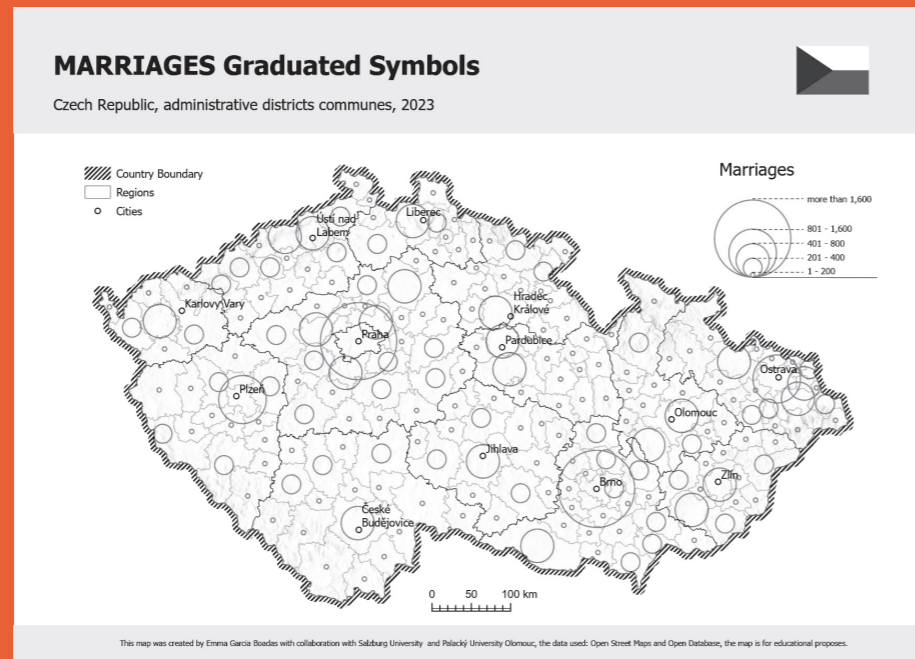 MARRIAGES Graduated Symbols
Czech Republic, administrative districts communes, 2023
Country Boundary
Regions
Cities
Marriages
more than 1,600
801 - 1,600
401 - 800
201 - 400
1 - 200
Ústí nad
Labem
Liberec
Karlovy Vary
Hradec
Králové
Praha
Pardubice
Plzeň
Ostrava
Olomouc
Jihlava
Brno
Zlín
České
Budějovice
0 50 100 km
This map was created by Emma Garcia Boadas with collaboration with Salzburg University and Palacký University Olomouc, the data used: Open Street Maps and Open Database, the map is for educational proposes.